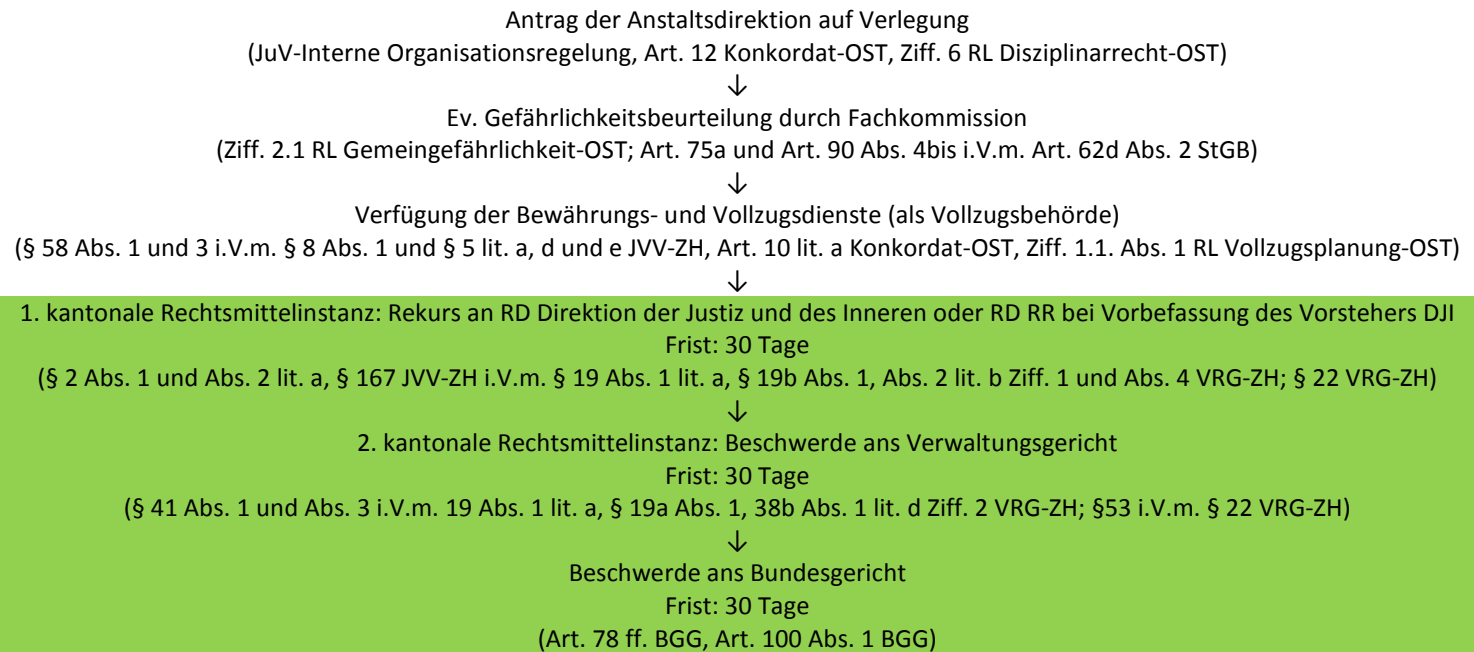 Antrag der Anstaltsdirektion auf Verlegung
(JuV-Interne Organisationsregelung, Art. 12 Konkordat-OST, Ziff. 6 RL Disziplinarrecht-OST)
↓
Ev. Gefährlichkeitsbeurteilung durch Fachkommission
(Ziff. 2.1 RL Gemeingefährlichkeit-OST; Art. 75a und Art. 90 Abs. 4bis i.V.m. Art. 62d Abs. 2 StGB)
↓
Verfügung der Bewährungs- und Vollzugsdienste (als Vollzugsbehörde)
(§ 58 Abs. 1 und 3 i.V.m. § 8 Abs. 1 und § 5 lit. a, d und e JVV-ZH, Art. 10 lit. a Konkordat-OST, Ziff. 1.1. Abs. 1 RL Vollzugsplanung-OST)
↓
1. kantonale Rechtsmittelinstanz: Rekurs an RD Direktion der Justiz und des Inneren oder RD RR bei Vorbefassung des Vorstehers DJI
Frist: 30 Tage
(§ 2 Abs. 1 und Abs. 2 lit. a, § 167 JVV-ZH i.V.m. § 19 Abs. 1 lit. a, § 19b Abs. 1, Abs. 2 lit. b Ziff. 1 und Abs. 4 VRG-ZH; § 22 VRG-ZH)
↓
2. kantonale Rechtsmittelinstanz: Beschwerde ans Verwaltungsgericht
Frist: 30 Tage
(§ 41 Abs. 1 und Abs. 3 i.V.m. 19 Abs. 1 lit. a, § 19a Abs. 1, 38b Abs. 1 lit. d Ziff. 2 VRG-ZH; §53 i.V.m. § 22 VRG-ZH)
↓
Beschwerde ans Bundesgericht
Frist: 30 Tage
(Art. 78 ff. BGG, Art. 100 Abs. 1 BGG)